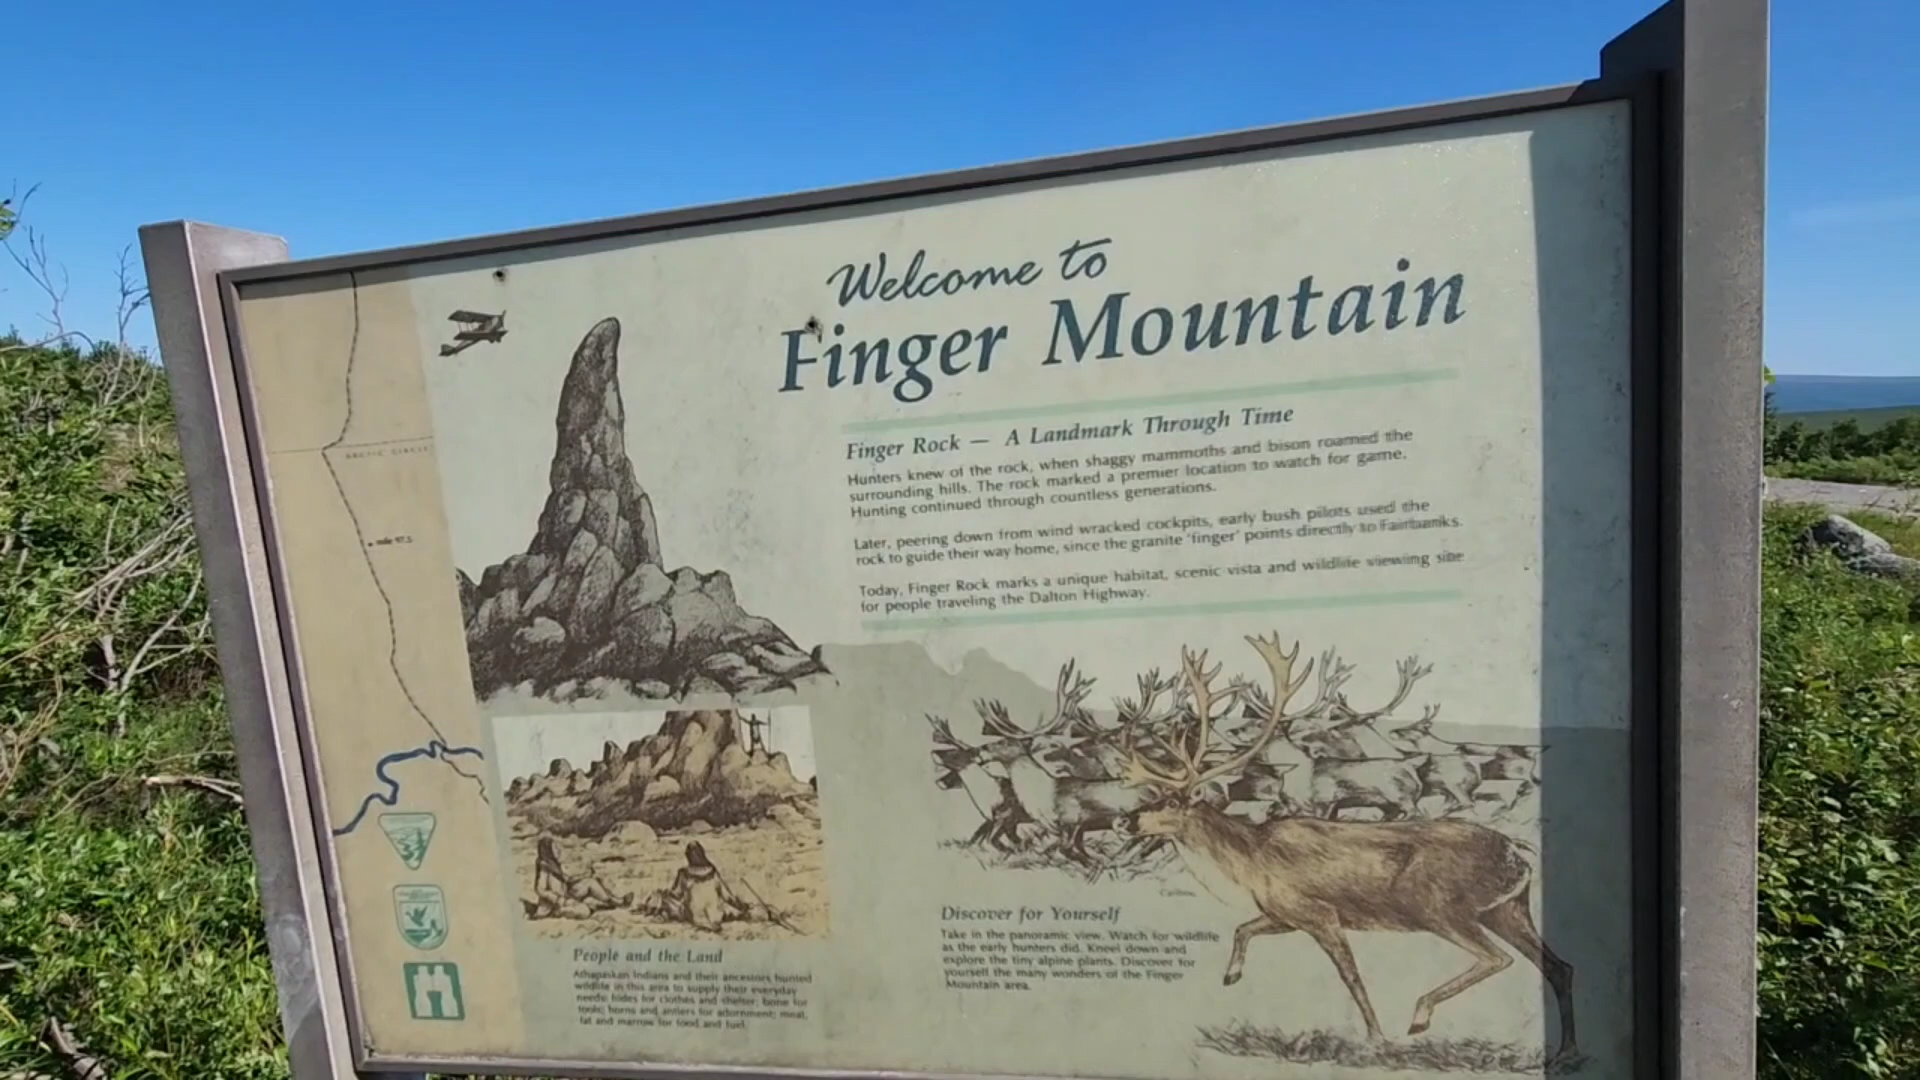 Welcome to
Finger Mountain
Finger Rock — A Landmark Through Time
Hunters knew of the rock, when shaggy mammoths and bison roamed the
surrounding hills. The rock marked a premier location to watch for game.
Hunting continued through countless generations.
Later, peering down from wind wracked cockpits, early bush pilots used the
rock to guide their way home, since the granite 'finger' points directly to Fairbanks.
Today, Finger Rock marks a unique habitat, scenic vista and wildlife viewing site
for people traveling the Dalton Highway.
ARCTIC CIRCLE
mile 97.5
Caribou
People and the Land
Athapaskan Indians and their ancestors hunted
wildlife in this area to supply their everyday
needs: hides for clothes and shelter; bone for
tools; horns and antlers for adornment; meat,
fat and marrow for food and fuel.
Discover for Yourself
Take in the panoramic view. Watch for wildlife
as the early hunters did. Kneel down and
explore the tiny alpine plants. Discover for
yourself the many wonders of the Finger
Mountain area.